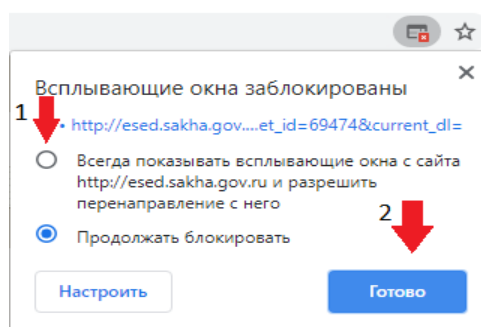 Всплывающие окна заблокированы
1
• http://esed.sakha.gov....et_id=69474&current_dl=
Всегда показывать всплывающие окна с сайта
http://esed.sakha.gov.ru и разрешить
перенаправление с него
2
Продолжать блокировать
Настроить
Готово